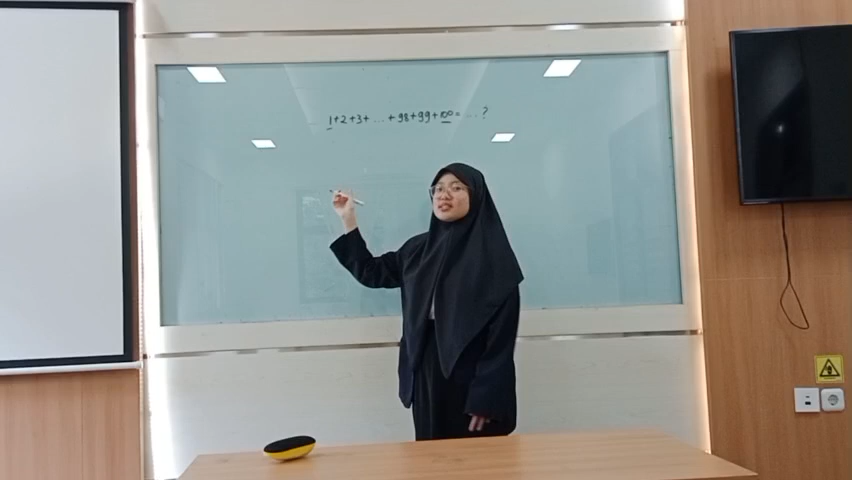 1+2+3+ ... +98+99+100 = ... ?